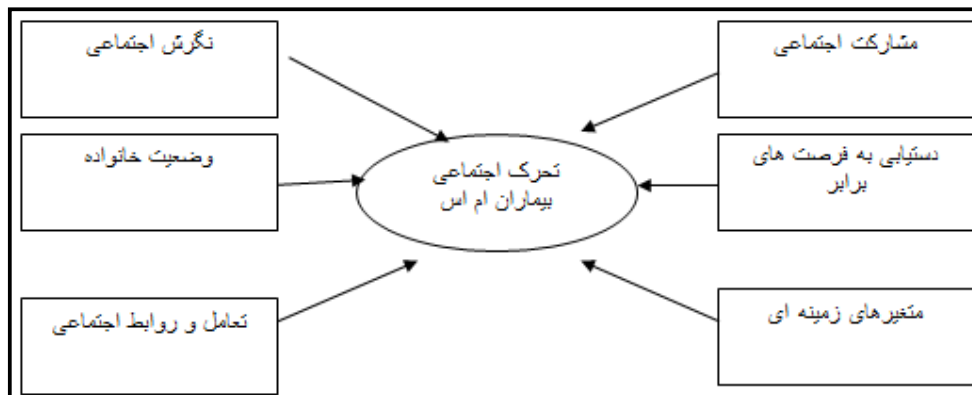 مشارکت اجتماعی
نگرش اجتماعی
دستیابی به فرصت های
برابر
تحرک اجتماعی
بیماران ام اس
وضعیت خانواده
متغیرهای زمینه ای
تعامل و روابط اجتماعی